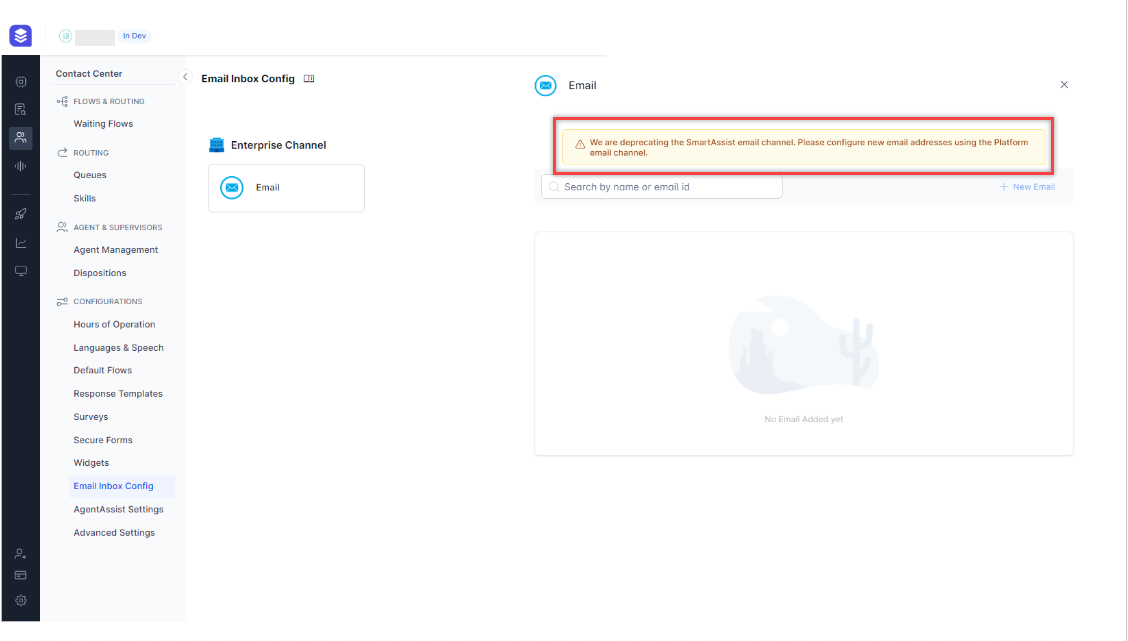 In Dev
Contact Center
FLOWS & ROUTING
Waiting Flows
ROUTING
Queues
Skills
AGENT & SUPERVISORS
Agent Management
Dispositions
CONFIGURATIONS
Hours of Operation
Languages & Speech
Default Flows
Response Templates
Surveys
Secure Forms
Widgets
Email Inbox Config
AgentAssist Settings
Advanced Settings
Email Inbox Config
Enterprise Channel
Email
Email
We are deprecating the SmartAssist email channel. Please configure new email addresses using the Platform
email channel.
Search by name or email id
+ New Email
No Email Added yet